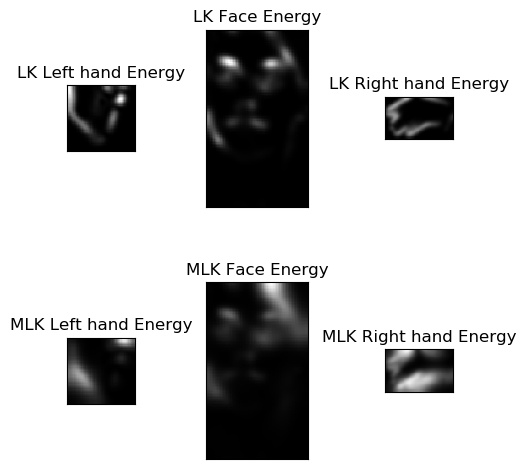 LK Face Energy
LK Left hand Energy
LK Right hand Energy
MLK Face Energy
MLK Left hand Energy
MLK Right hand Energy